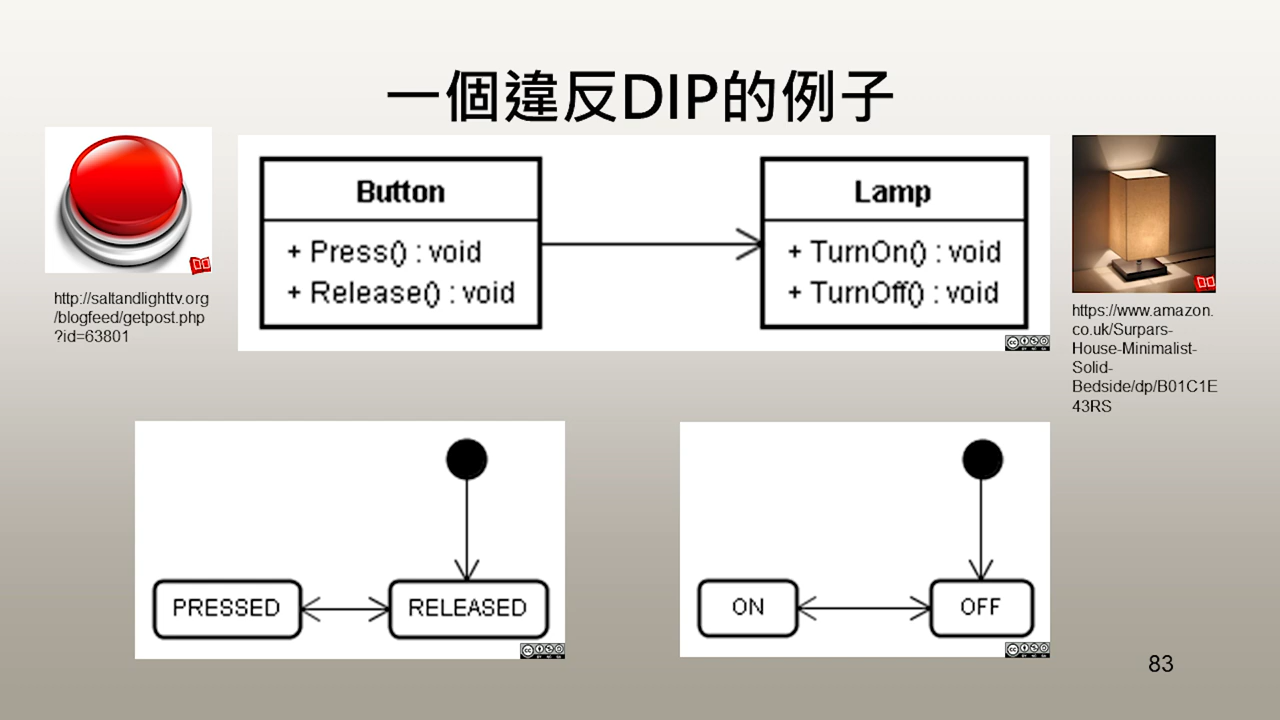 一個違反DIP的例子
http://saltandlighttv.org
/blogfeed/getpost.php
?id=63801
Button
+ Press() : void
+ Release() : void
Lamp
+ TurnOn() : void
+ TurnOff() : void
https://www.amazon.
co.uk/Surpars-
House-Minimalist-
Solid-
Bedside/dp/B01C1E
43RS
PRESSED
RELEASED
ON
OFF
83